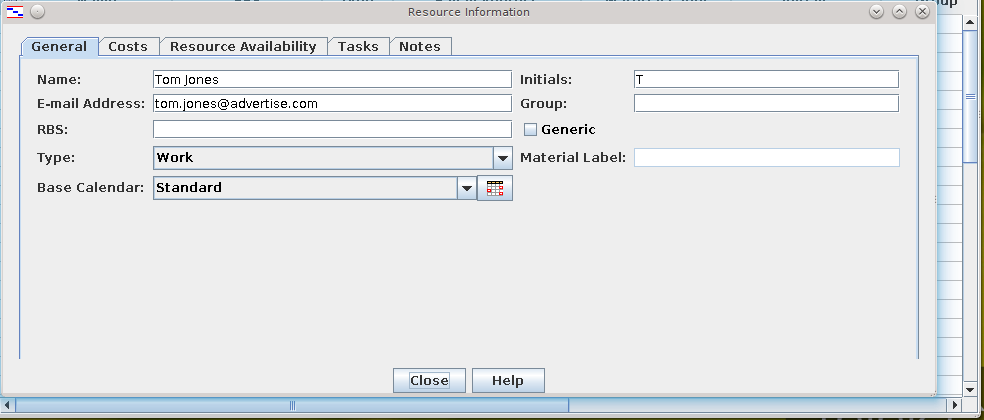 Resource Information
General Costs Resource Availability Tasks Notes
Name: Tom Jones Initials: T
E-mail Address: tom.jones@advertise.com Group:
RBS: Generic
Type: Work Material Label:
Base Calendar: Standard
Close Help